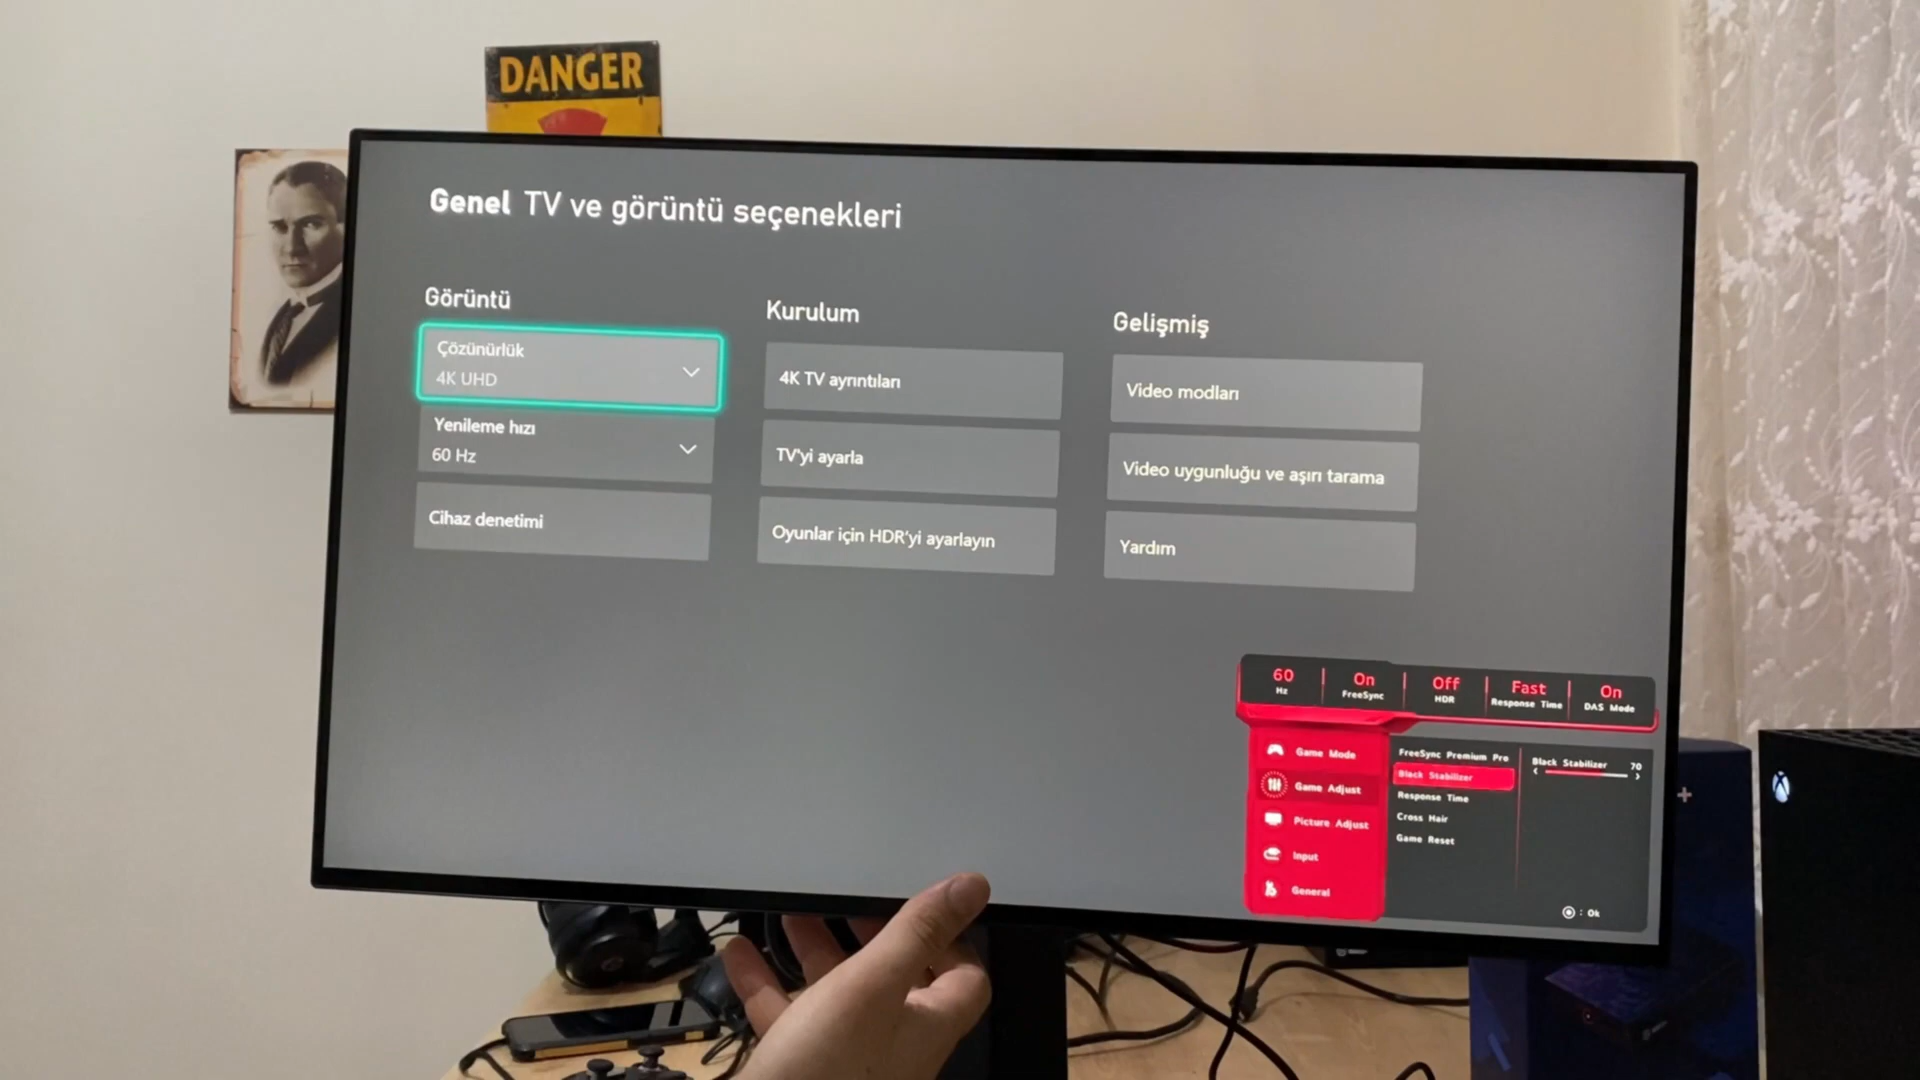 DANGER
Genel TV ve görüntü seçenekleri
Görüntü
Çözünürlük
4K UHD
Yenileme hızı
60 Hz
Cihaz denetimi
Kurulum
4K TV ayrıntıları
TV'yi ayarla
Oyunlar için HDR'yi ayarlayın
Gelişmiş
Video modları
Video uygunluğu ve aşırı tarama
Yardım
60
Hz
On
FreeSync
Off
HDR
Fast
Response Time
On
DAS Mode
Game Mode
Game Adjust
Picture Adjust
Input
General
FreeSync Premium Pro
Black Stabilizer
Response Time
Cross Hair
Game Reset
Black Stabilizer 70
: Ok